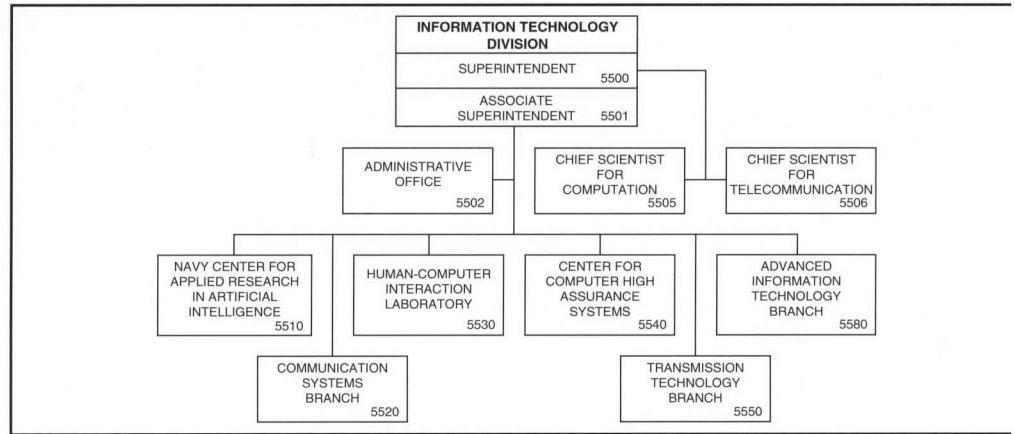 INFORMATION TECHNOLOGY
DIVISION
SUPERINTENDENT
5500
ASSOCIATE
SUPERINTENDENT
5501
ADMINISTRATIVE
OFFICE
5502
CHIEF SCIENTIST
FOR
COMPUTATION
5505
CHIEF SCIENTIST
FOR
TELECOMMUNICATION
5506
NAVY CENTER FOR
APPLIED RESEARCH
IN ARTIFICIAL
INTELLIGENCE
5510
HUMAN-COMPUTER
INTERACTION
LABORATORY
5530
CENTER FOR
COMPUTER HIGH
ASSURANCE
SYSTEMS
5540
ADVANCED
INFORMATION
TECHNOLOGY
BRANCH
5580
COMMUNICATION
SYSTEMS
BRANCH
5520
TRANSMISSION
TECHNOLOGY
BRANCH
5550